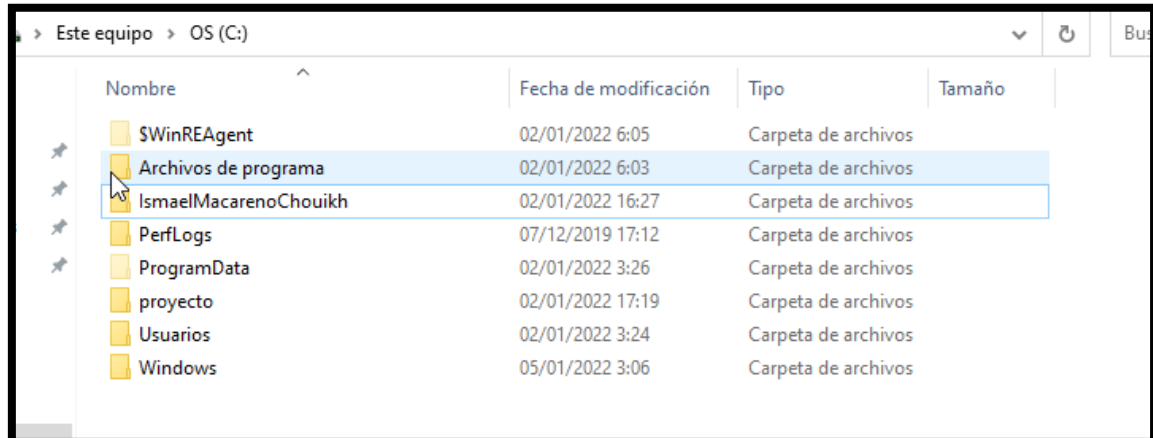 Este equipo > OS (C:)
Nombre Fecha de modificación Tipo Tamaño
$WinREAgent 02/01/2022 6:05 Carpeta de archivos
Archivos de programa 02/01/2022 6:03 Carpeta de archivos
IsmaelMacarenoChouikh 02/01/2022 16:27 Carpeta de archivos
PerfLogs 07/12/2019 17:12 Carpeta de archivos
ProgramData 02/01/2022 3:26 Carpeta de archivos
proyecto 02/01/2022 17:19 Carpeta de archivos
Usuarios 02/01/2022 3:24 Carpeta de archivos
Windows 05/01/2022 3:06 Carpeta de archivos